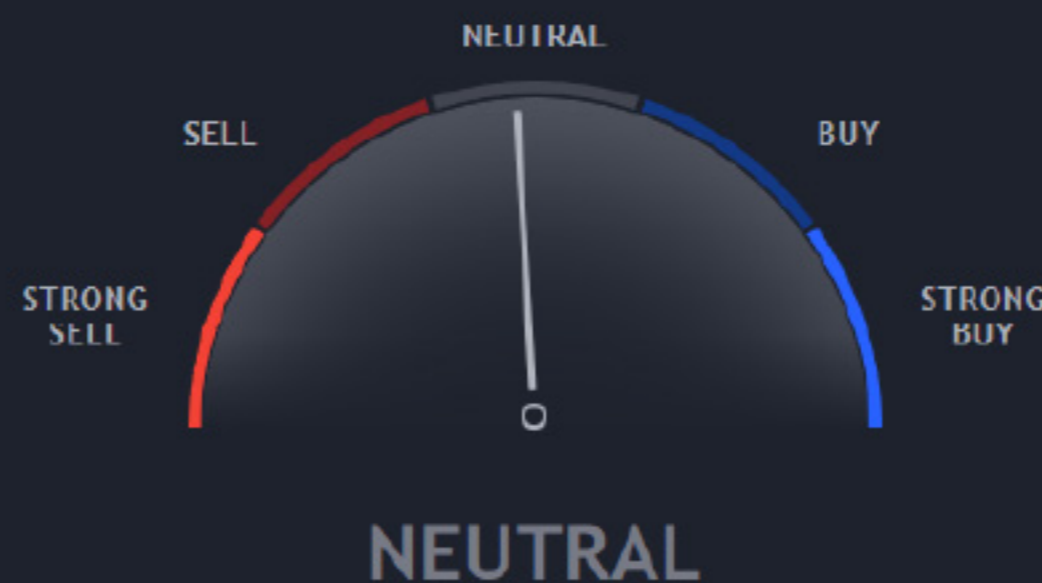 NEUTRAL
SELL
BUY
STRONG
SELL
STRONG
BUY
NEUTRAL